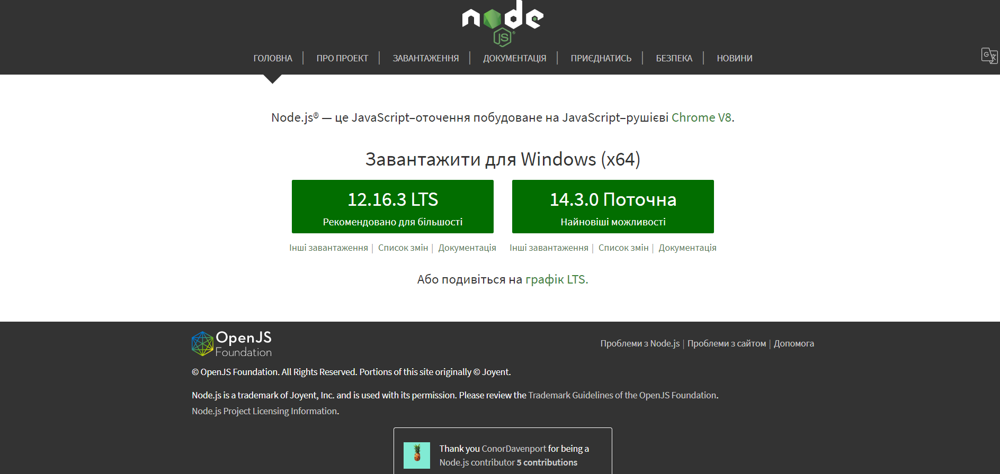 node
JS
ГОЛОВНА | ПРО ПРОЕКТ | ЗАВАНТАЖЕННЯ | ДОКУМЕНТАЦІЯ | ПРИЄДНАТИСЬ | БЕЗПЕКА | НОВИНИ
Node.js® — це JavaScript–оточення побудоване на JavaScript–рушієві Chrome V8.
Завантажити для Windows (x64)
12.16.3 LTS
Рекомендовано для більшості
Інші завантаження | Список змін | Документація
14.3.0 Поточна
Найновіші можливості
Інші завантаження | Список змін | Документація
Або подивіться на графік LTS.
OpenJS
Foundation
Проблеми з Node.js | Проблеми з сайтом | Допомога
© OpenJS Foundation. All Rights Reserved. Portions of this site originally © Joyent.
Node.js is a trademark of Joyent, Inc. and is used with its permission. Please review the Trademark Guidelines of the OpenJS Foundation.
Node.js Project Licensing Information.
Thank you ConorDavenport for being a
Node.js contributor 5 contributions